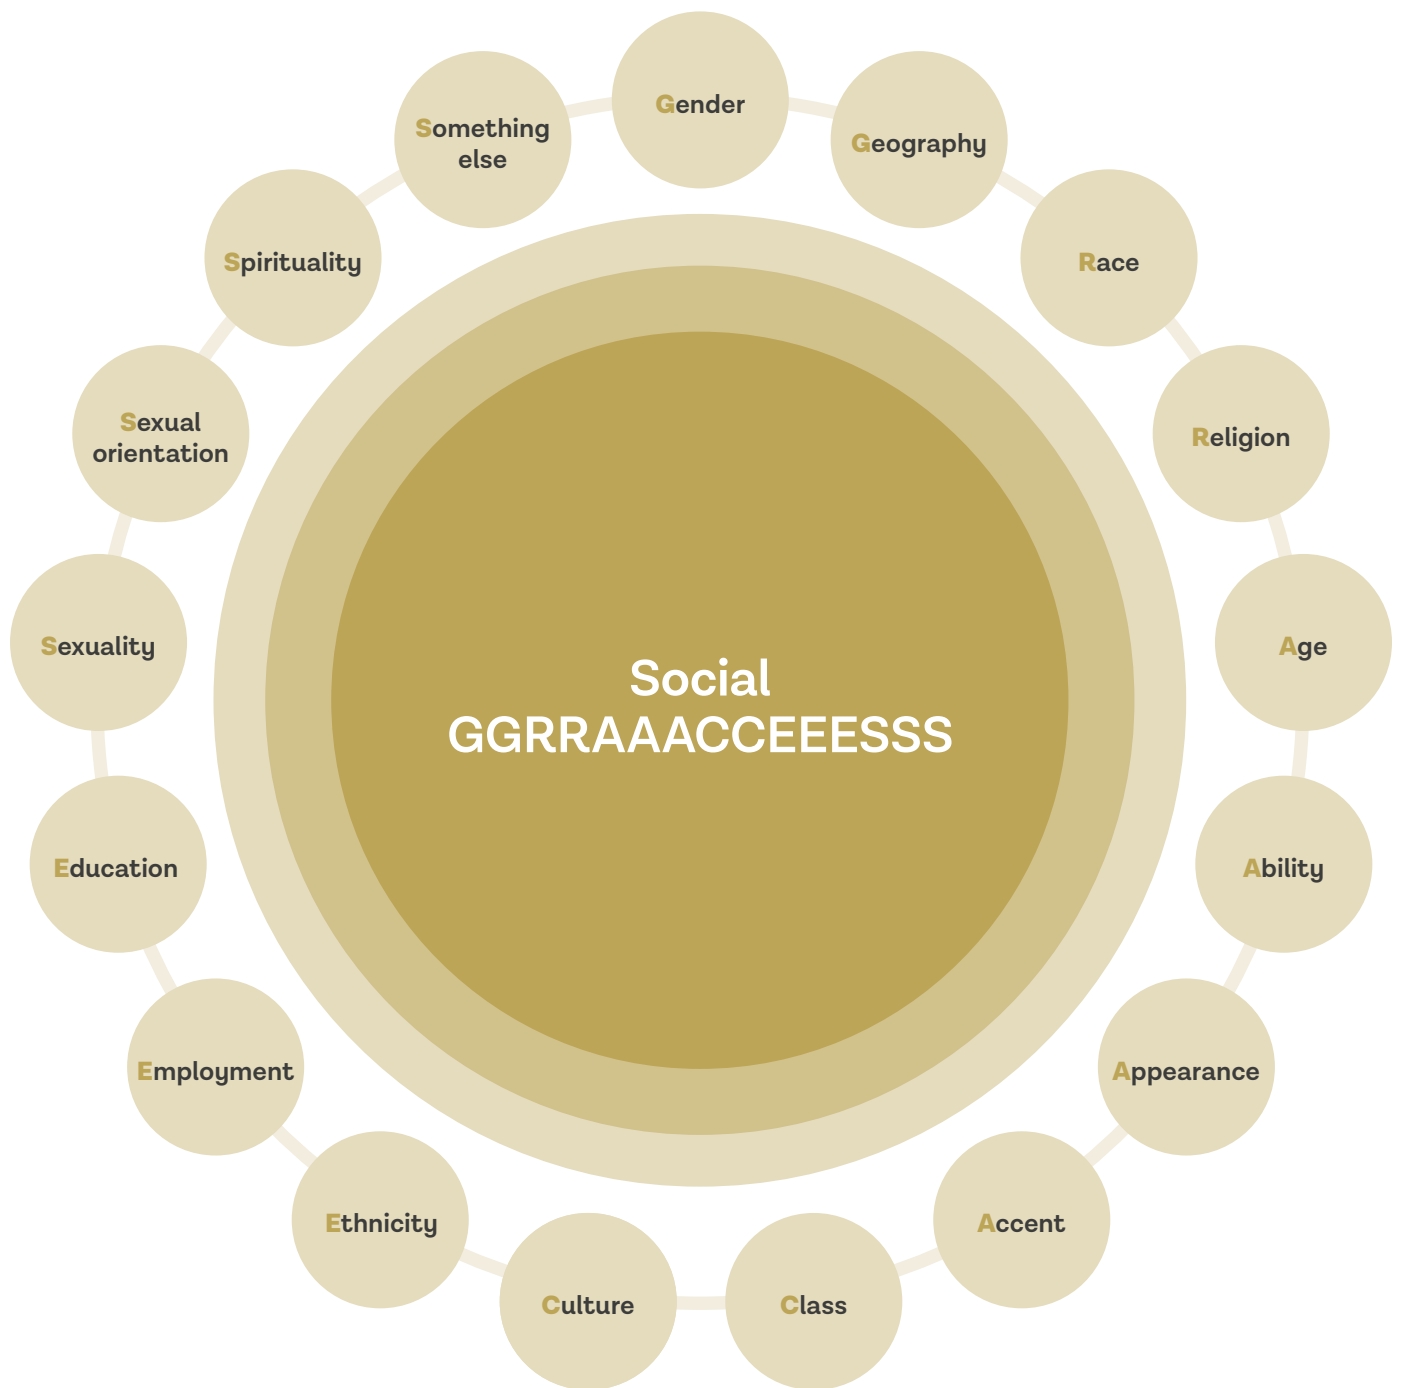 Gender
Geography
Race
Religion
Age
Ability
Appearance
Accent
Class
Culture
Ethnicity
Employment
Education
Sexuality
Sexual
orientation
Spirituality
Something
else
Social
GGRRAAACCEEESSS